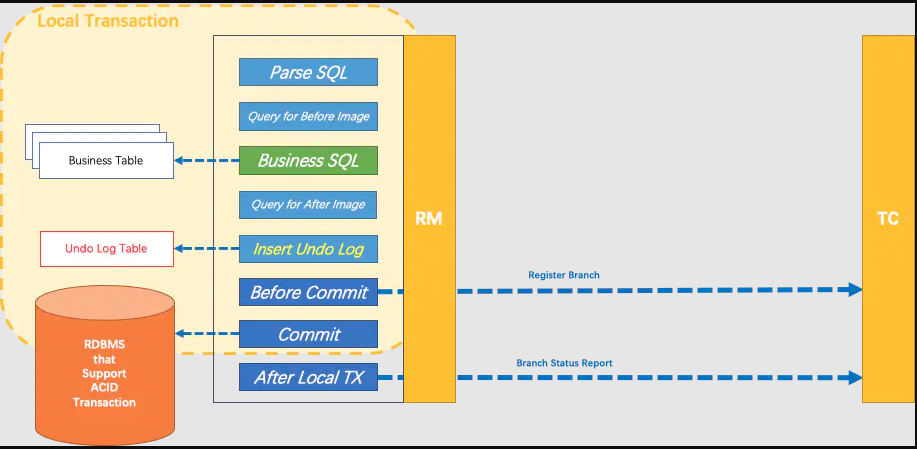 Local Transaction
Parse SQL
Query for Before Image
Business Table
Business SQL
Query for After Image
RM
TC
Undo Log Table
Insert Undo Log
Register Branch
Before Commit
Commit
RDBMS
that
Support
ACID
Transaction
Branch Status Report
After Local TX